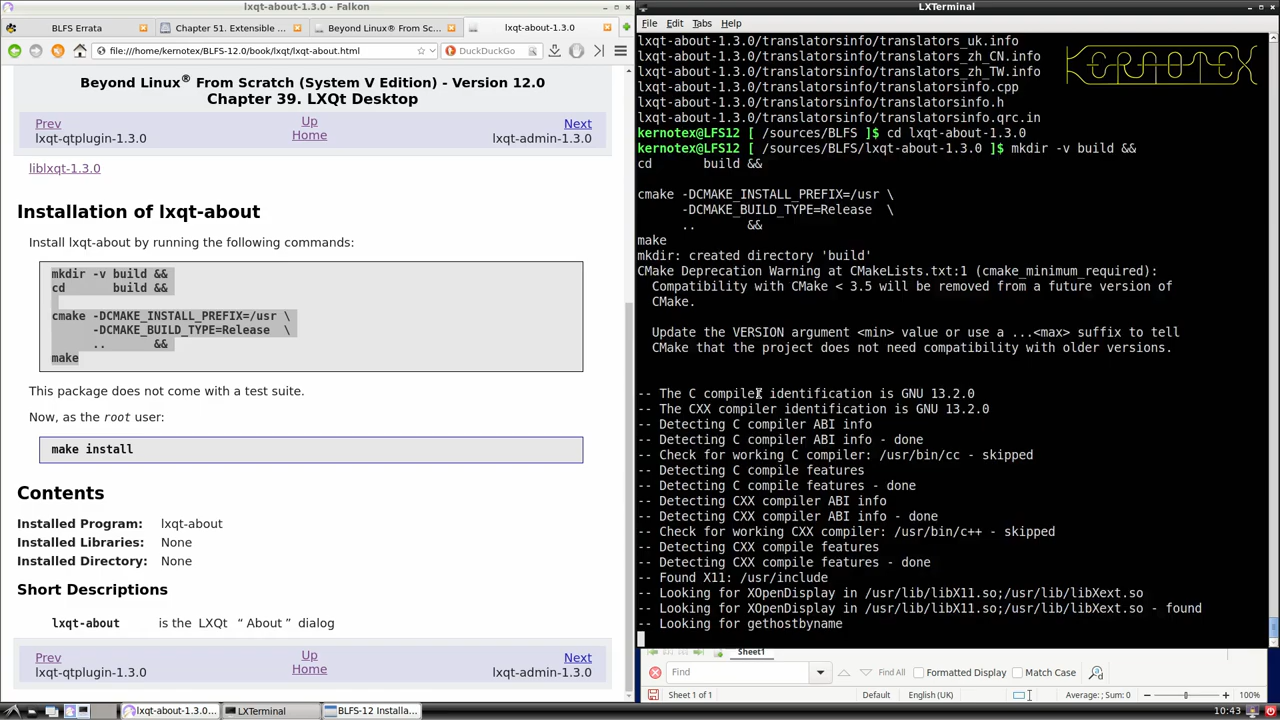 lxqt-about-1.3.0 - Falkon
BLFS Errata
Chapter 51. Extensible
Beyond Linux® From Sc
lxqt-about-1.3.0
file:///home/kernotex/BLFS-12.0/book/lxqt/lxqt-about.html
DuckDuckGo
Beyond Linux® From Scratch (System V Edition) - Version 12.0
Chapter 39. LXQt Desktop
Prev
Up
Next
lxqt-qtplugin-1.3.0
Home
lxqt-admin-1.3.0
liblxqt-1.3.0
Installation of lxqt-about
Install lxqt-about by running the following commands:
mkdir -v build &&
cd       build &&
cmake -DCMAKE_INSTALL_PREFIX=/usr \
-DCMAKE_BUILD_TYPE=Release  \
..       &&
make
This package does not come with a test suite.
Now, as the root user:
make install
Contents
Installed Program: lxqt-about
Installed Libraries: None
Installed Directory: None
Short Descriptions
lxqt-about is the LXQt “ About ” dialog
Prev
Up
Next
lxqt-qtplugin-1.3.0
Home
lxqt-admin-1.3.0
LXTerminal
File Edit Tabs Help
lxqt-about-1.3.0/translatorsinfo/translators_uk.info
lxqt-about-1.3.0/translatorsinfo/translators_zh_CN.info
lxqt-about-1.3.0/translatorsinfo/translators_zh_TW.info
lxqt-about-1.3.0/translatorsinfo/translatorsinfo.cpp
lxqt-about-1.3.0/translatorsinfo/translatorsinfo.h
lxqt-about-1.3.0/translatorsinfo/translatorsinfo.qrc.in
KERNOTEX
kernotex@LFS12 [ /sources/BLFS ]$ cd lxqt-about-1.3.0
kernotex@LFS12 [ /sources/BLFS/lxqt-about-1.3.0 ]$ mkdir -v build &&
cd       build &&
cmake -DCMAKE_INSTALL_PREFIX=/usr \
-DCMAKE_BUILD_TYPE=Release  \
..       &&
make
mkdir: created directory 'build'
CMake Deprecation Warning at CMakeLists.txt:1 (cmake_minimum_required):
Compatibility with CMake < 3.5 will be removed from a future version of
CMake.
Update the VERSION argument <min> value or use a ...<max> suffix to tell
CMake that the project does not need compatibility with older versions.
-- The C compiler identification is GNU 13.2.0
-- The CXX compiler identification is GNU 13.2.0
-- Detecting C compiler ABI info
-- Detecting C compiler ABI info - done
-- Check for working C compiler: /usr/bin/cc - skipped
-- Detecting C compile features
-- Detecting C compile features - done
-- Detecting CXX compiler ABI info
-- Detecting CXX compiler ABI info - done
-- Check for working CXX compiler: /usr/bin/c++ - skipped
-- Detecting CXX compile features
-- Detecting CXX compile features - done
-- Found X11: /usr/include
-- Looking for XOpenDisplay in /usr/lib/libX11.so;/usr/lib/libXext.so
-- Looking for XOpenDisplay in /usr/lib/libX11.so;/usr/lib/libXext.so - found
-- Looking for gethostbyname
Sheet1
Find
Find All
Formatted Display
Match Case
Sheet 1 of 1
Default
English (UK)
Average: ; Sum: 0
100%
lxqt-about-1.3.0...
LXTerminal
BLFS-12 Installa...
10:43